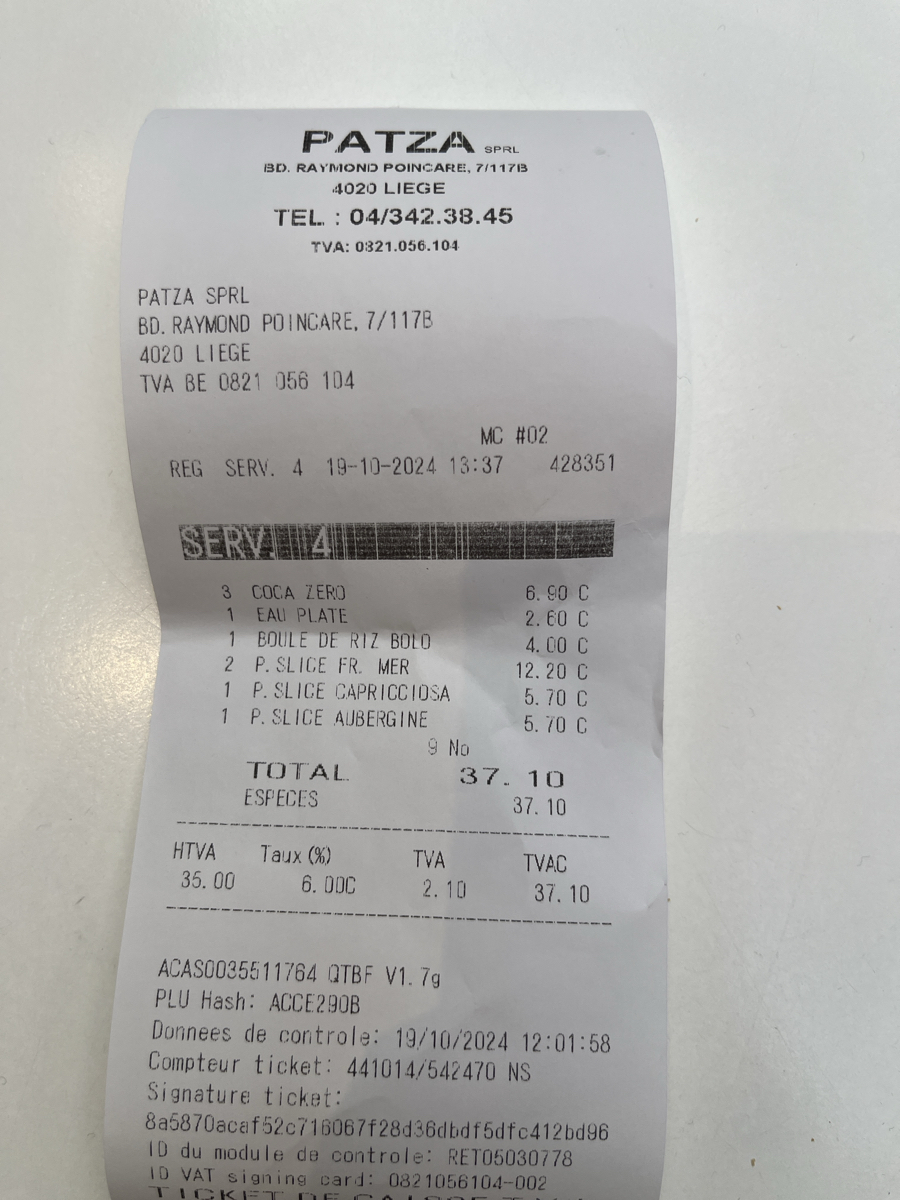 PATZA SPRL
BD. RAYMOND POINCARE, 7/117B
4020 LIEGE
TEL. : 04/342.38.45
TVA: 0821.056.104
PATZA SPRL
BD. RAYMOND POINCARE, 7/117B
4020 LIEGE
TVA BE 0821 056 104
MC #02
REG SERV. 4 19-10-2024 13:37 428351
SERV. 4
3 COCA ZERO 6.90 C
1 EAU PLATE 2.60 C
1 BOULE DE RIZ BOLO 4.00 C
2 P.SLICE FR. MER 12.20 C
1 P.SLICE CAPRICCIOSA 5.70 C
1 P.SLICE AUBERGINE 5.70 C
9 No
TOTAL 37.10
ESPECES 37.10
HTVA Taux (%) TVA TVAC
35.00 6.00C 2.10 37.10
ACAS0035511764 QTBF V1.7g
PLU Hash: ACCE290B
Donnees de controle: 19/10/2024 12:01:58
Compteur ticket: 441014/542470 NS
Signature ticket:
8a5870acaf52c716067f28d36dbdf5dfc412bd96
ID du module de controle: RET05030778
ID VAT signing card: 0821056104-002
TICKET DE CAISSE